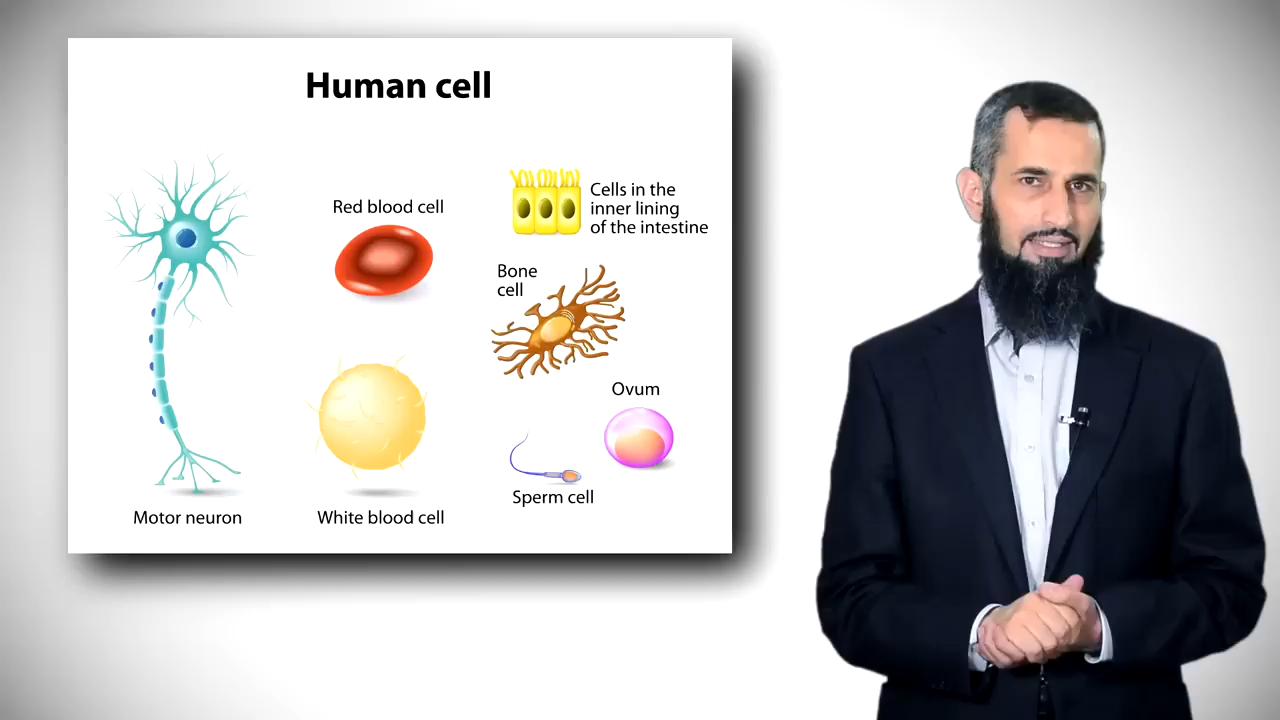 Human cell
Red blood cell
Cells in the
inner lining
of the intestine
Bone
cell
Ovum
Sperm cell
Motor neuron
White blood cell